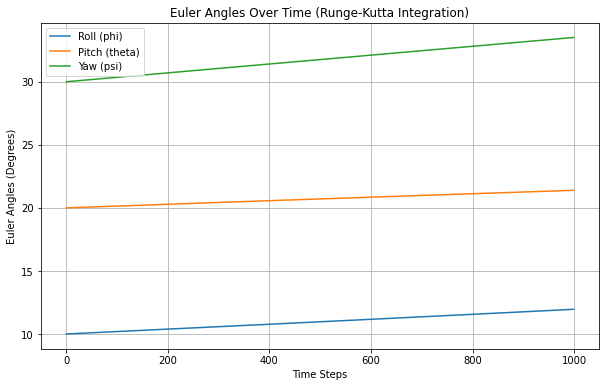 Euler Angles Over Time (Runge-Kutta Integration)
Roll (phi)
Pitch (theta)
Yaw (psi)
Euler Angles (Degrees)
30
25
20
15
10
0 200 400 600 800 1000
Time Steps